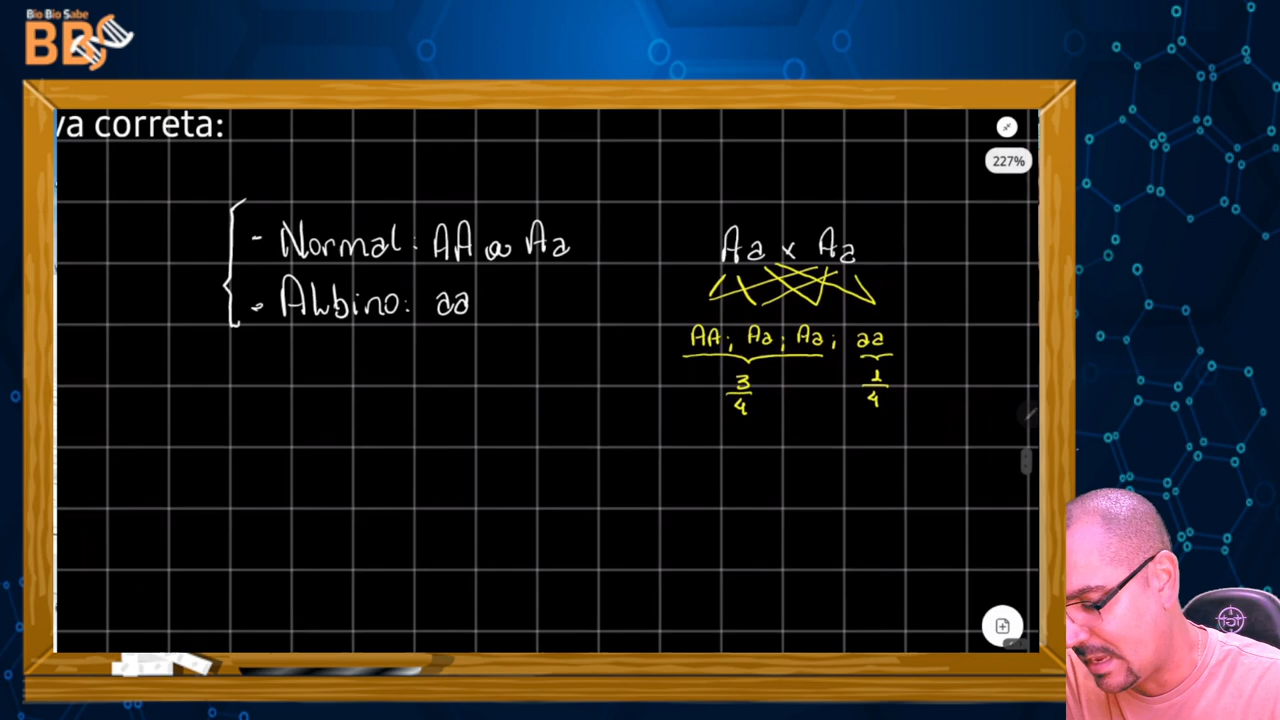 Bio Bio Sabe
BBS
va correta:
227%
- Normal: AA ou Aa
- Albino: aa
Aa x Aa
AA; Aa; Aa; aa
3/4 1/4